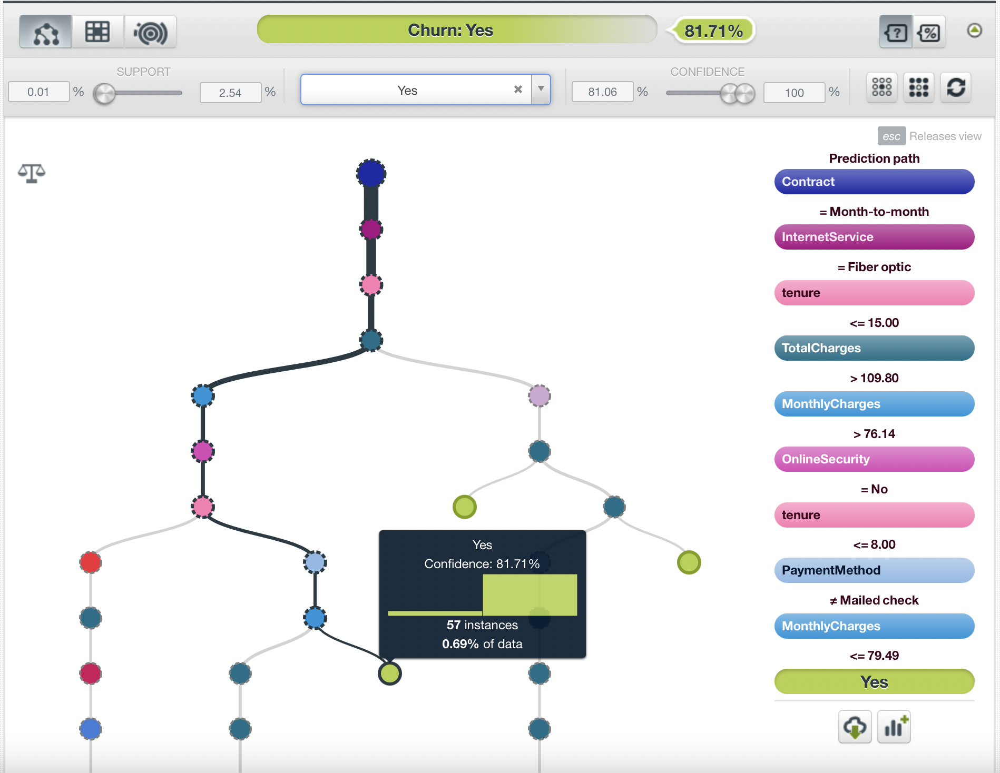 Churn: Yes
81.71%
?
%
SUPPORT
0.01 %
2.54 %
Yes
CONFIDENCE
81.06 %
100 %
esc Releases view
Prediction path
Contract
= Month-to-month
InternetService
= Fiber optic
tenure
<= 15.00
TotalCharges
> 109.80
MonthlyCharges
> 76.14
OnlineSecurity
= No
tenure
<= 8.00
PaymentMethod
≠ Mailed check
MonthlyCharges
<= 79.49
Yes
Yes
Confidence: 81.71%
57 instances
0.69% of data